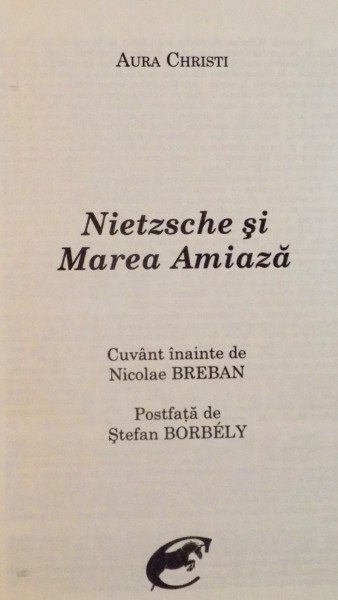 AURA CHRISTI
Nietzsche şi
Marea Amiază
Cuvânt înainte de
Nicolae BREBAN
Postfaţă de
Ştefan BORBÉLY